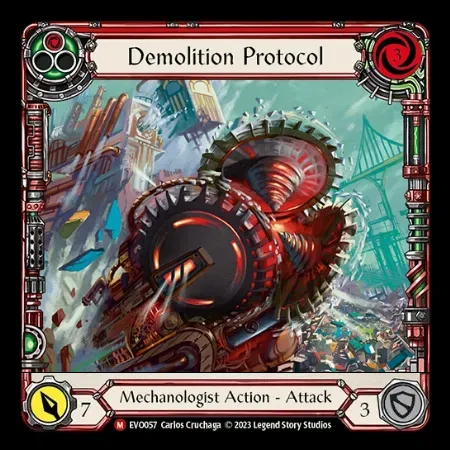 Demolition Protocol
3
Mechanologist Action - Attack
7
3
M EVO057 Carlos Cruchaga © 2023 Legend Story Studios